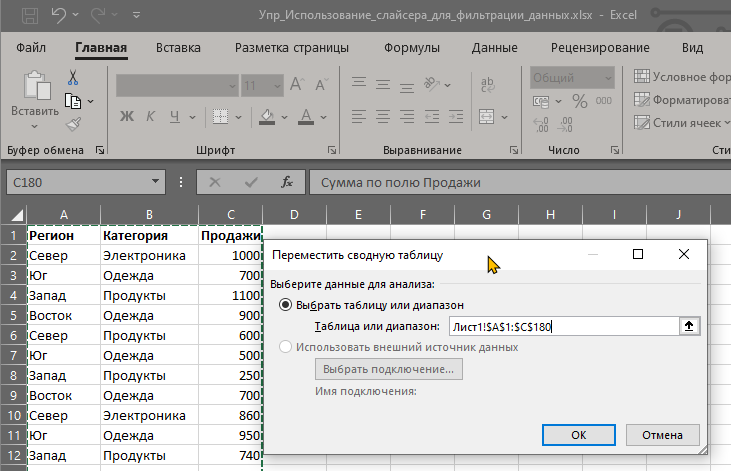 Упр_Использование_слайсера_для_фильтрации_данных.xlsx - Excel
Файл Главная Вставка Разметка страницы Формулы Данные Рецензирование Вид
Вставить
11
Ж К Ч
Общий
% 000
Условное фор
Форматироват
Стили ячеек
Буфер обмена Шрифт Выравнивание Число Сти
C180 fx Сумма по полю Продажи
A B C D E F G H I J
1 Регион Категория Продажи
2 Север Электроника 1000
3 Юг Одежда 700
4 Запад Продукты 1100
5 Восток Одежда 900
6 Север Продукты 600
7 Юг Одежда 500
8 Запад Продукты 250
9 Восток Одежда 700
10 Север Электроника 860
11 Юг Одежда 950
12 Запад Продукты 740
Переместить сводную таблицу
Выберите данные для анализа:
Выбрать таблицу или диапазон
Таблица или диапазон: Лист1!$A$1:$C$180
Использовать внешний источник данных
Выбрать подключение...
Имя подключения:
ОК Отмена